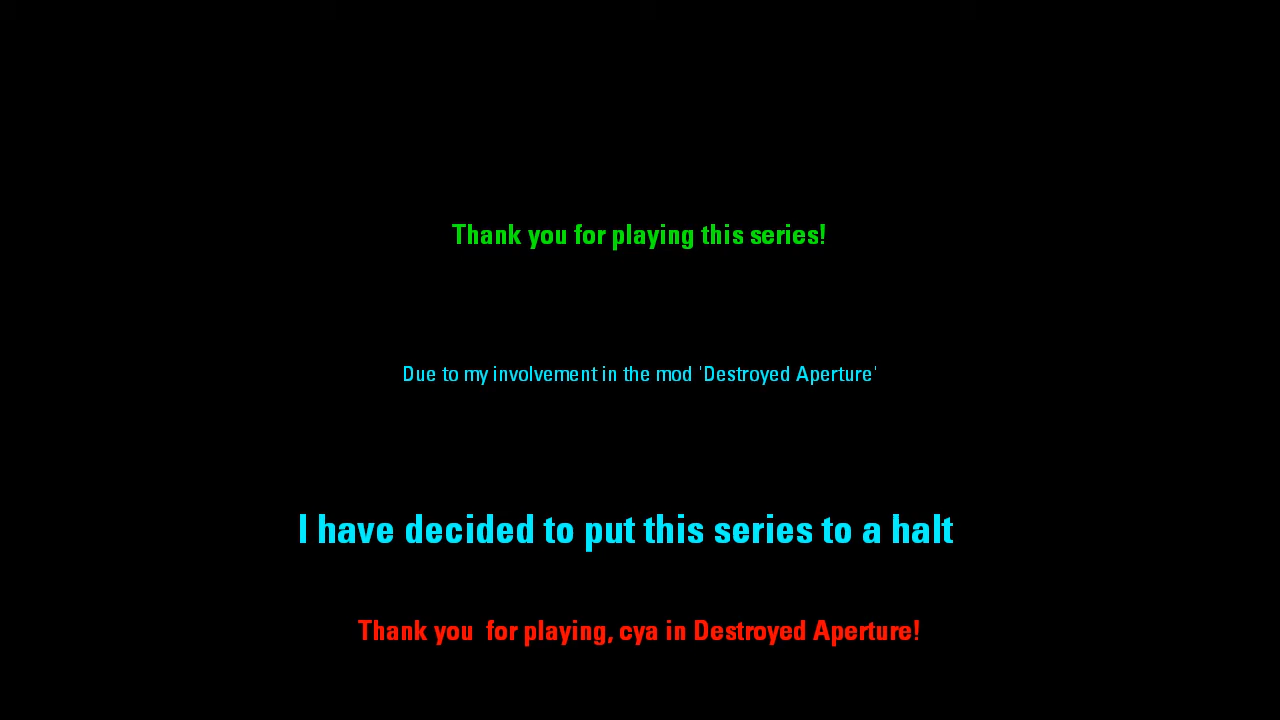 Thank you for playing this series!
Due to my involvement in the mod 'Destroyed Aperture'
I have decided to put this series to a halt
Thank you  for playing, cya in Destroyed Aperture!